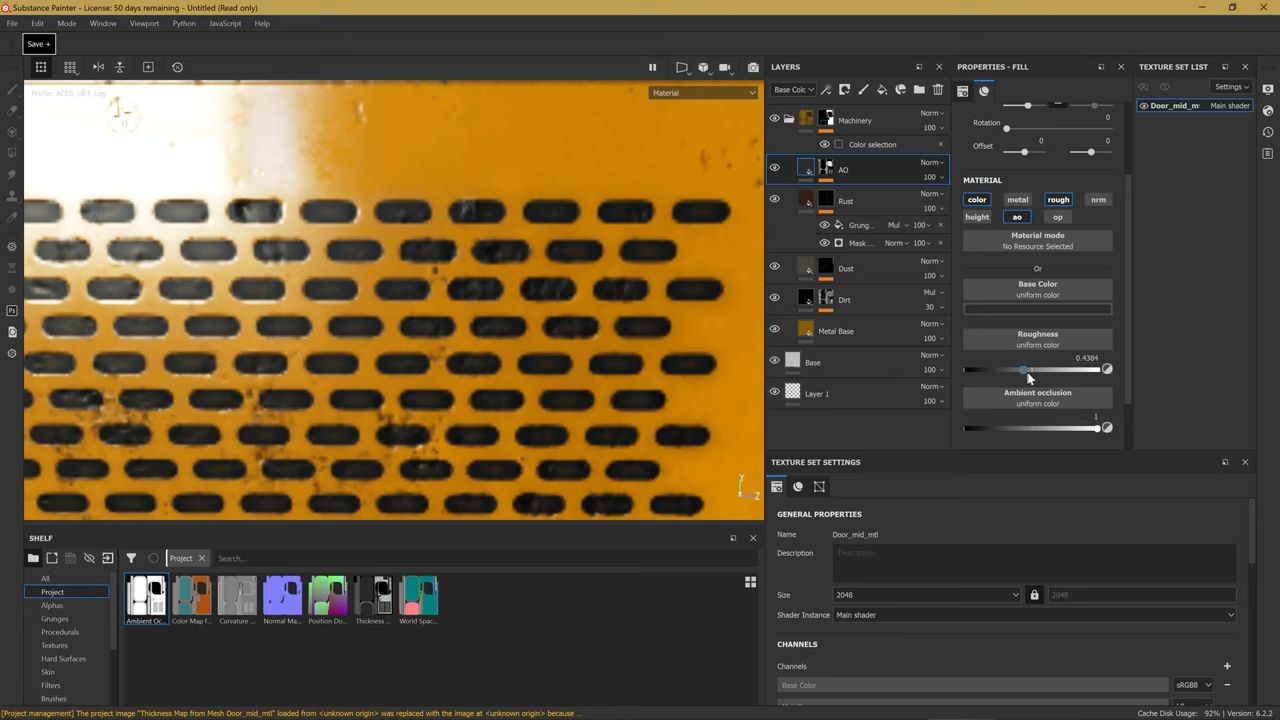 Substance Painter - License: 50 days remaining - Untitled (Read only)
File Edit Mode Window Viewport Python JavaScript Help
Save +
Profile: ACES_UE4_Log
Material
LAYERS
Base Colc
Machinery Norm 100
Color selection
AO Norm 100
Rust Norm 100
Grung... Mul 100
Mask ... Norm 100
Dust Norm 100
Dirt Mul 30
Metal Base Norm 100
Base Norm 100
Layer 1 Norm 100
PROPERTIES - FILL
Rotation 0
Offset 0 0
MATERIAL
color metal rough nrm
height ao op
Material mode
No Resource Selected
Or
Base Color
uniform color
Roughness
uniform color
0.4384
Ambient occlusion
uniform color
1
TEXTURE SET LIST
Settings
Door_mid_mt Main shader
TEXTURE SET SETTINGS
GENERAL PROPERTIES
Name Door_mid_mtl
Description Description ...
Size 2048 2048
Shader Instance Main shader
CHANNELS
Channels
Base Color sRGB8
SHELF
Project
Search...
All
Project
Alphas
Grunges
Procedurals
Textures
Hard Surfaces
Skin
Filters
Brushes
Ambient Oc... Color Map f... Curvature ... Normal Ma... Position Do... Thickness ... World Spac...
[Project management] The project image "Thickness Map from Mesh Door_mid_mtl" loaded from <unknown origin> was replaced with the image at <unknown origin> because ...
Cache Disk Usage: 92% | Version: 6.2.2